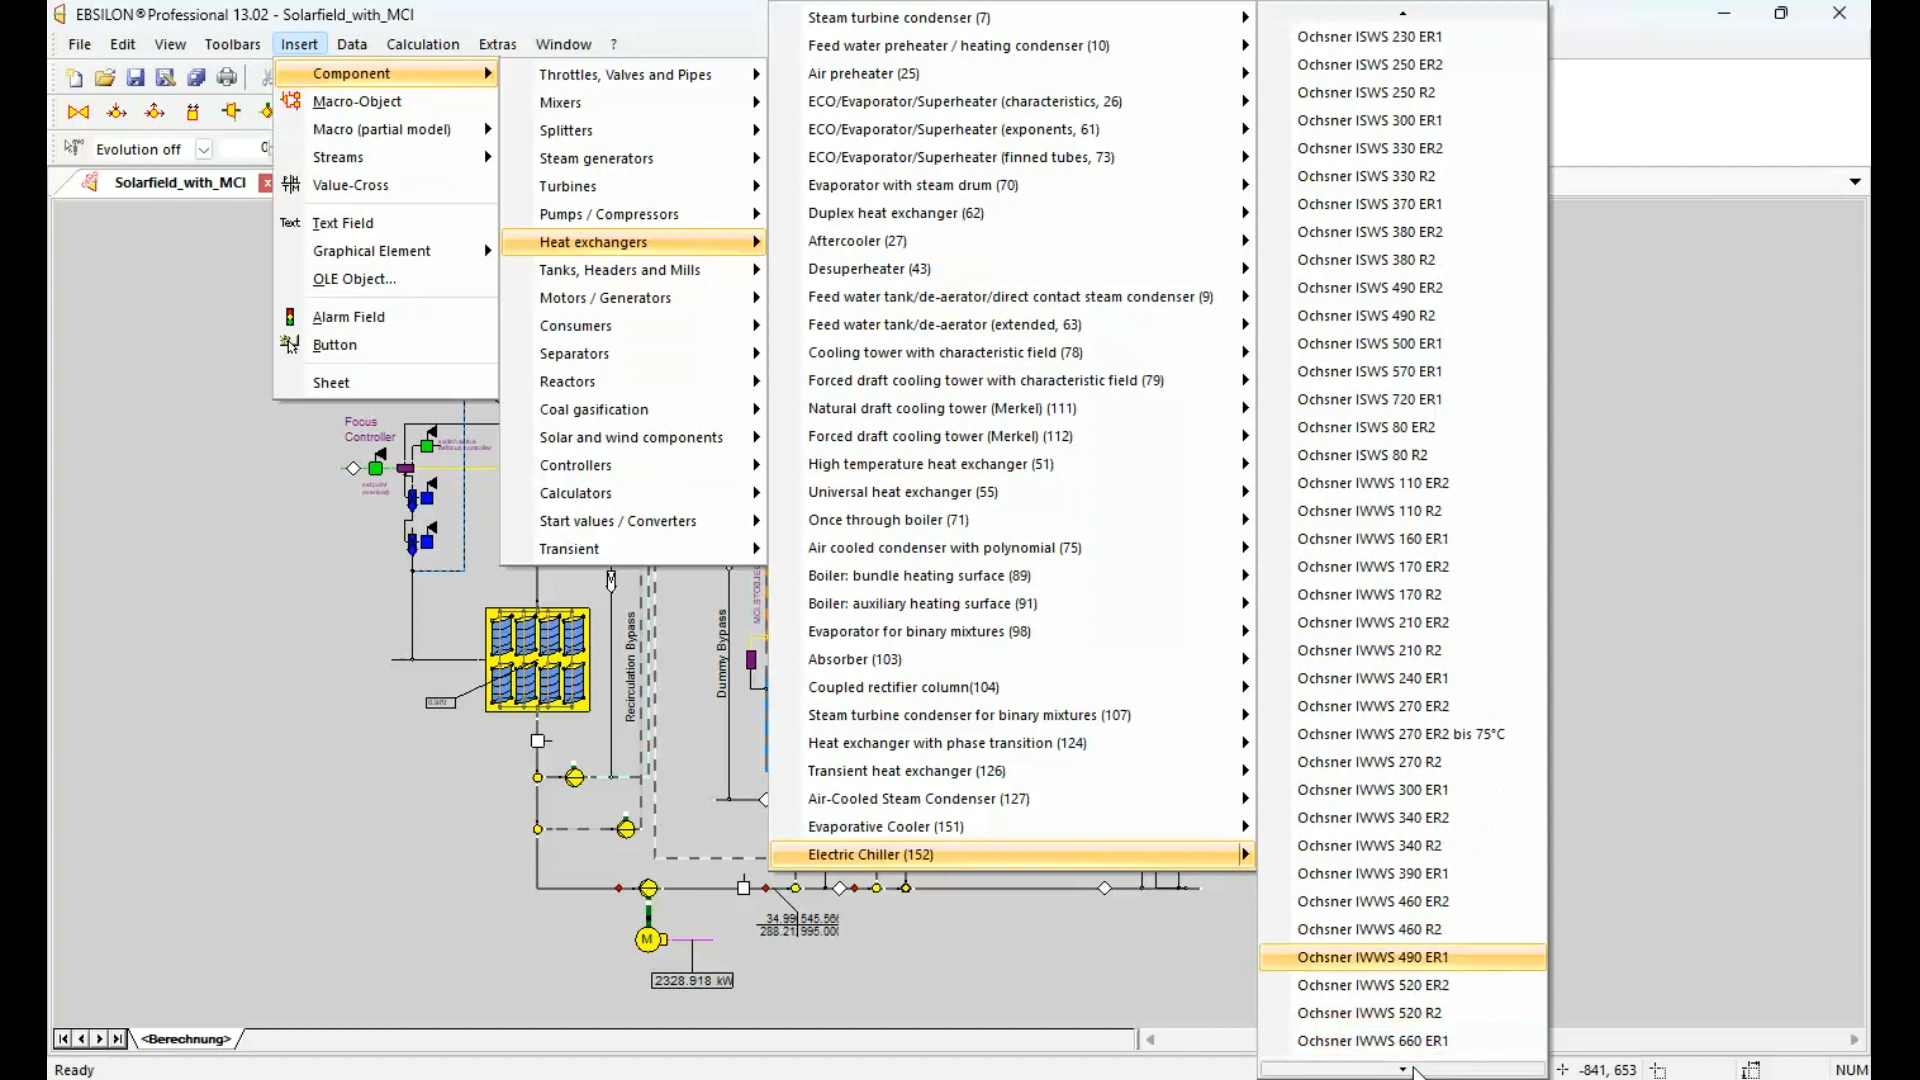 EBSILON®Professional 13.02 - Solarfield_with_MCI
File Edit View Toolbars Insert Data Calculation Extras Window ?
Evolution off
Solarfield_with_MCI
Component
Macro-Object
Macro (partial model)
Streams
Value-Cross
Text Text Field
Graphical Element
OLE Object...
Alarm Field
Button
Sheet
Throttles, Valves and Pipes
Mixers
Splitters
Steam generators
Turbines
Pumps / Compressors
Heat exchangers
Tanks, Headers and Mills
Motors / Generators
Consumers
Separators
Reactors
Coal gasification
Solar and wind components
Controllers
Calculators
Start values / Converters
Transient
Steam turbine condenser (7)
Feed water preheater / heating condenser (10)
Air preheater (25)
ECO/Evaporator/Superheater (characteristics, 26)
ECO/Evaporator/Superheater (exponents, 61)
ECO/Evaporator/Superheater (finned tubes, 73)
Evaporator with steam drum (70)
Duplex heat exchanger (62)
Aftercooler (27)
Desuperheater (43)
Feed water tank/de-aerator/direct contact steam condenser (9)
Feed water tank/de-aerator (extended, 63)
Cooling tower with characteristic field (78)
Forced draft cooling tower with characteristic field (79)
Natural draft cooling tower (Merkel) (111)
Forced draft cooling tower (Merkel) (112)
High temperature heat exchanger (51)
Universal heat exchanger (55)
Once through boiler (71)
Air cooled condenser with polynomial (75)
Boiler: bundle heating surface (89)
Boiler: auxiliary heating surface (91)
Evaporator for binary mixtures (98)
Absorber (103)
Coupled rectifier column(104)
Steam turbine condenser for binary mixtures (107)
Heat exchanger with phase transition (124)
Transient heat exchanger (126)
Air-Cooled Steam Condenser (127)
Evaporative Cooler (151)
Electric Chiller (152)
Ochsner ISWS 230 ER1
Ochsner ISWS 250 ER2
Ochsner ISWS 250 R2
Ochsner ISWS 300 ER1
Ochsner ISWS 330 ER2
Ochsner ISWS 330 R2
Ochsner ISWS 370 ER1
Ochsner ISWS 380 ER2
Ochsner ISWS 380 R2
Ochsner ISWS 490 ER2
Ochsner ISWS 490 R2
Ochsner ISWS 500 ER1
Ochsner ISWS 570 ER1
Ochsner ISWS 720 ER1
Ochsner ISWS 80 ER2
Ochsner ISWS 80 R2
Ochsner IWWS 110 ER2
Ochsner IWWS 110 R2
Ochsner IWWS 160 ER1
Ochsner IWWS 170 ER2
Ochsner IWWS 170 R2
Ochsner IWWS 210 ER2
Ochsner IWWS 210 R2
Ochsner IWWS 240 ER1
Ochsner IWWS 270 ER2
Ochsner IWWS 270 ER2 bis 75°C
Ochsner IWWS 270 R2
Ochsner IWWS 300 ER1
Ochsner IWWS 340 ER2
Ochsner IWWS 340 R2
Ochsner IWWS 390 ER1
Ochsner IWWS 460 ER2
Ochsner IWWS 460 R2
Ochsner IWWS 490 ER1
Ochsner IWWS 520 ER2
Ochsner IWWS 520 R2
Ochsner IWWS 660 ER1
Focus
Controller
Recirculation Bypass
Dummy Bypass
M
2328.918 kW
<Berechnung>
Ready
-841, 653
NUM